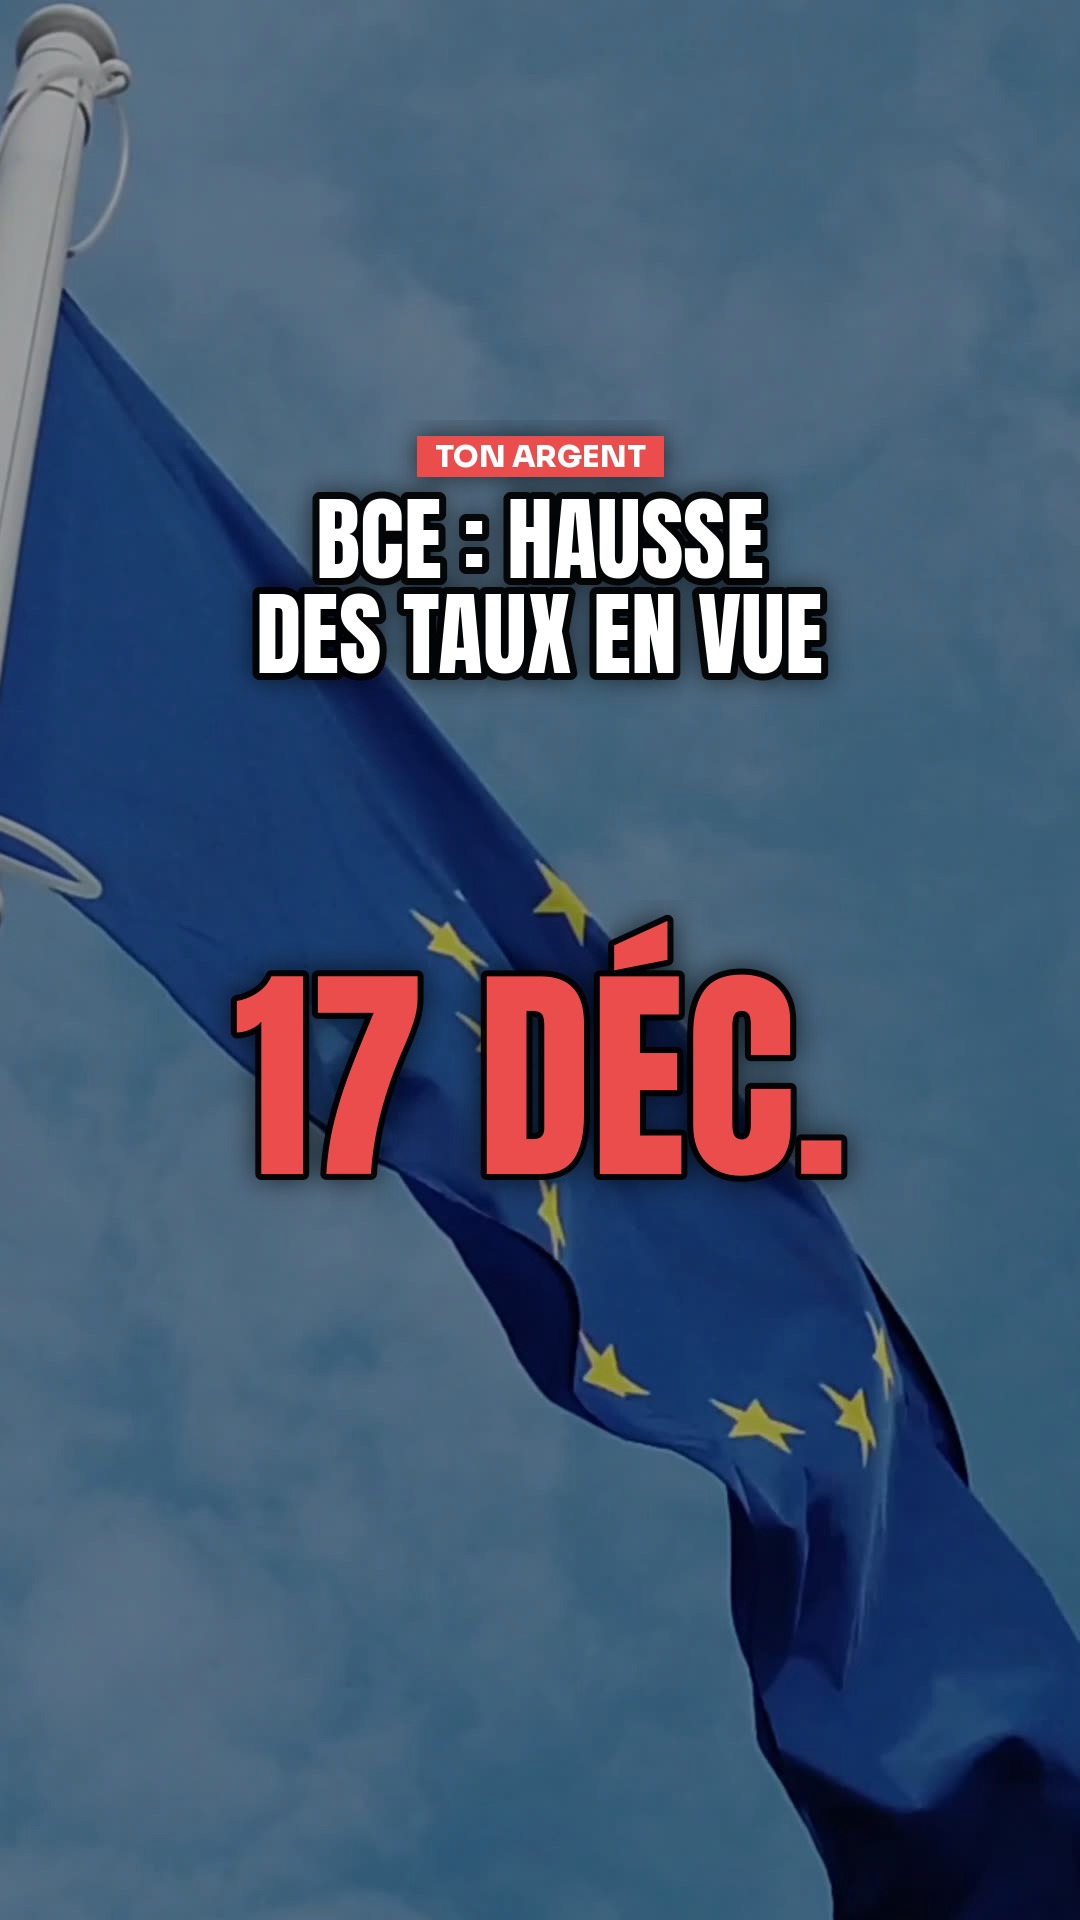 TON ARGENT
BCE : HAUSSE
DES TAUX EN VUE
17 DÉC.